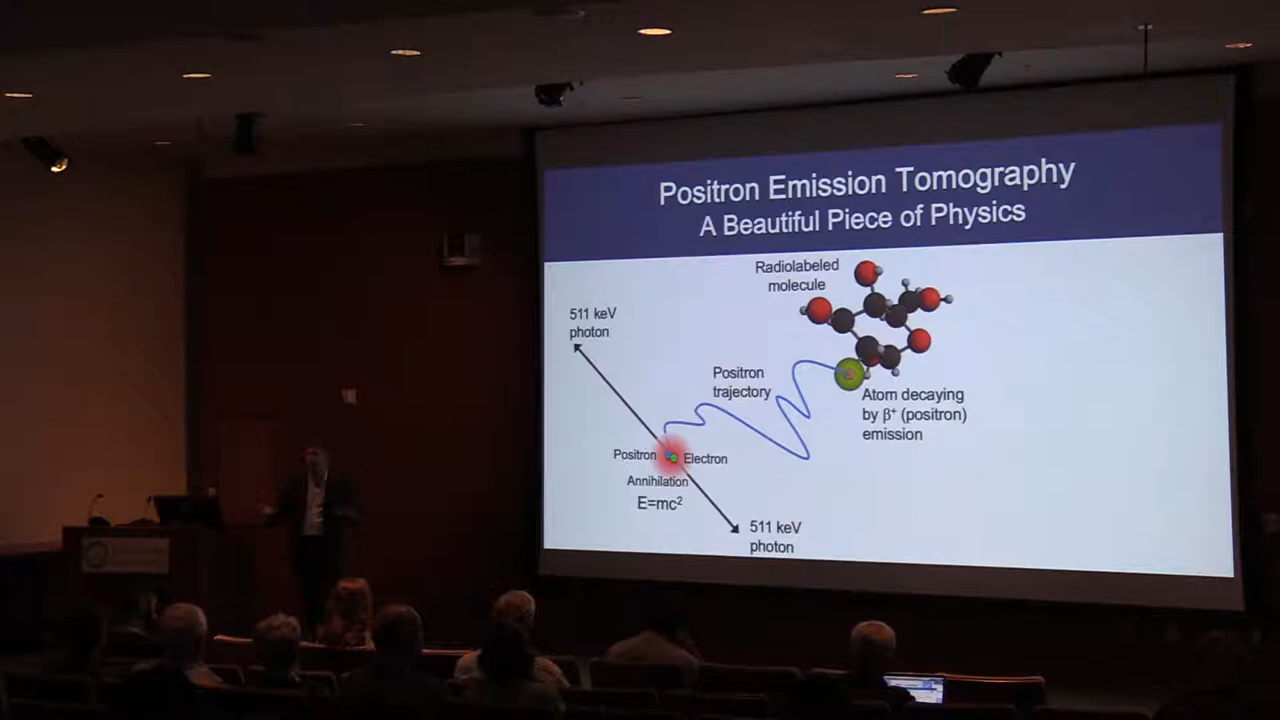 Positron Emission Tomography
A Beautiful Piece of Physics
Radiolabeled
molecule
511 keV
photon
Positron
trajectory
Atom decaying
by β⁺ (positron)
emission
Positron
Electron
Annihilation
E=mc²
511 keV
photon